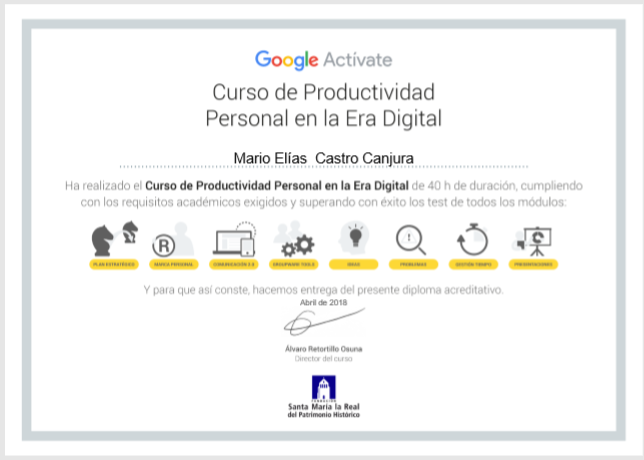 Google Actívate
Curso de Productividad
Personal en la Era Digital
Mario Elías Castro Canjura
Ha realizado el Curso de Productividad Personal en la Era Digital de 40 h de duración, cumpliendo
con los requisitos académicos exigidos y superando con éxito los test de todos los módulos:
R
PLAN ESTRATÉGICO MARCA PERSONAL COMUNICACIÓN 2.0 GROUPWARE TOOLS IDEAS PROBLEMAS GESTIÓN TIEMPO PRESENTACIONES
Y para que así conste, hacemos entrega del presente diploma acreditativo.
Abril de 2018
Álvaro Retortillo Osuna
Director del curso
FUNDACIÓN
Santa María la Real
del Patrimonio Histórico